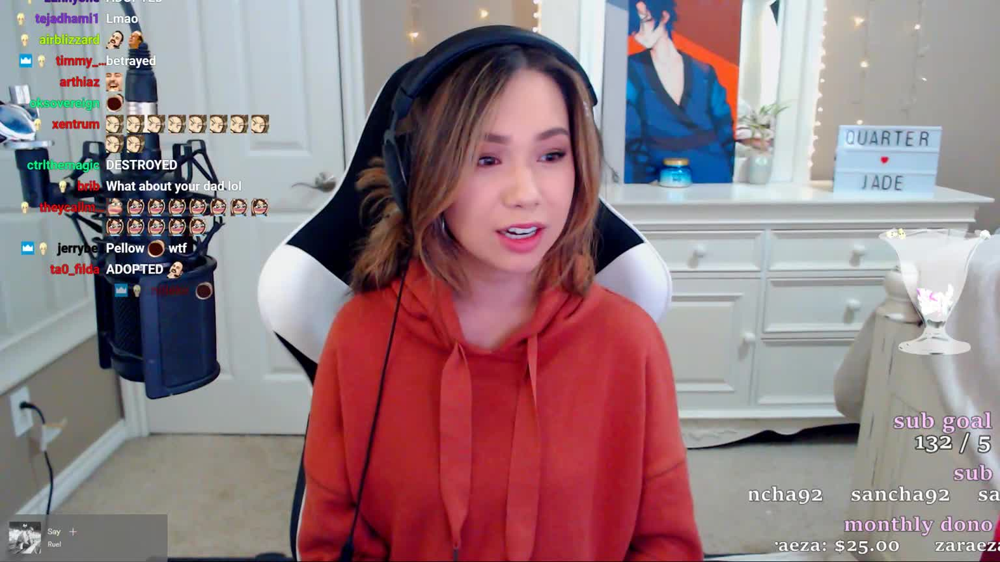 ADOPTED
tejadhami1 Lmao
airblizzard
timmy_... betrayed
arthiaz
oksovereign
xentrum
ctrlthemagic DESTROYED
brib What about your dad lol
theycallm_...
jerrybe Pellow wtf
ta0_filda ADOPTED
QUARTER
JADE
sub goal
132 / 5
sub
ncha92 sancha92 sa
monthly dono
aeza: $25.00 zaraeza
Say +
Ruel